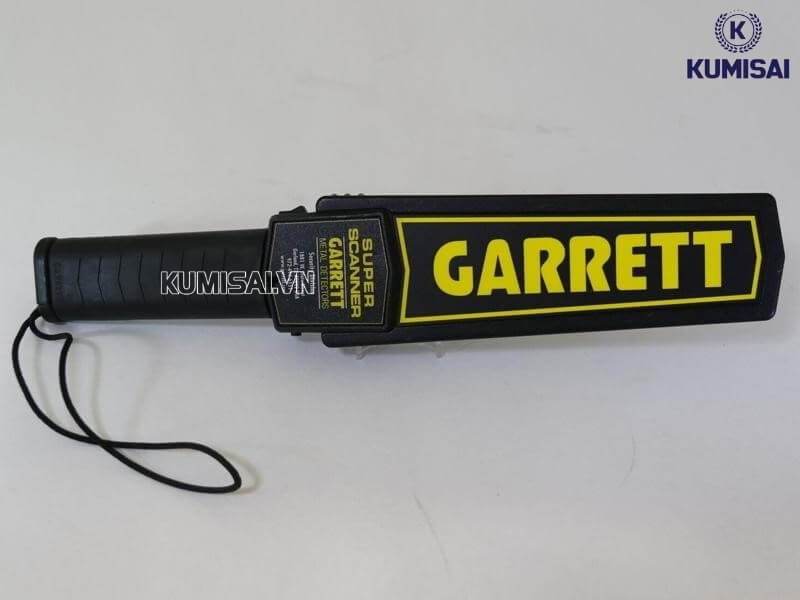 K
KUMISAI
GARRETT
SUPER
SCANNER
GARRETT
METAL DETECTORS
KUMISAI.VN